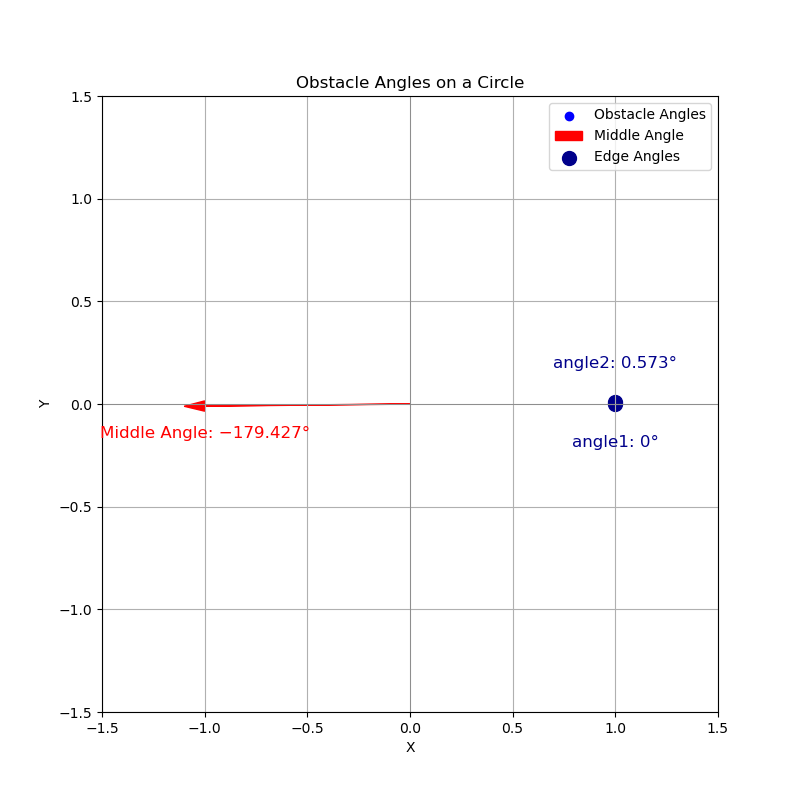 Obstacle Angles on a Circle
Obstacle Angles
Middle Angle
Edge Angles
1.5
1.0
0.5
0.0
−0.5
−1.0
−1.5
Y
angle2: 0.573°
Middle Angle: −179.427°
angle1: 0°
−1.5
−1.0
−0.5
0.0
0.5
1.0
1.5
X